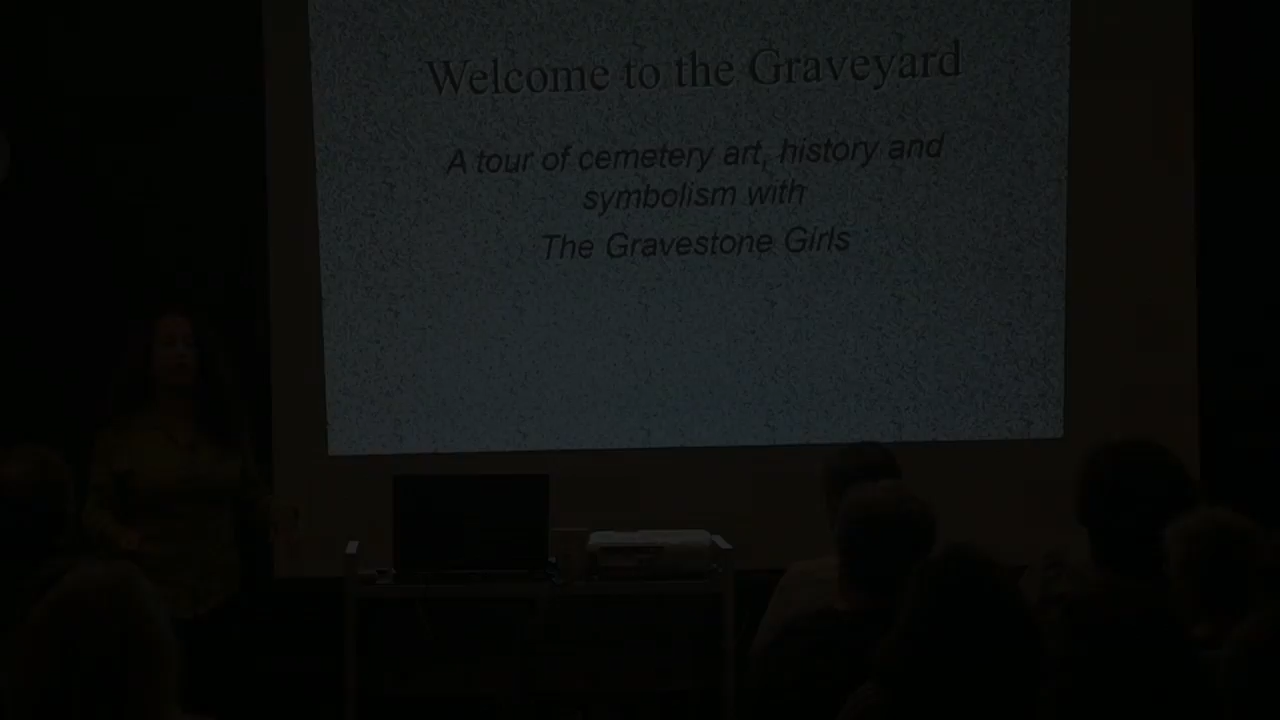 Welcome to the Graveyard
A tour of cemetery art, history and
symbolism with
The Gravestone Girls